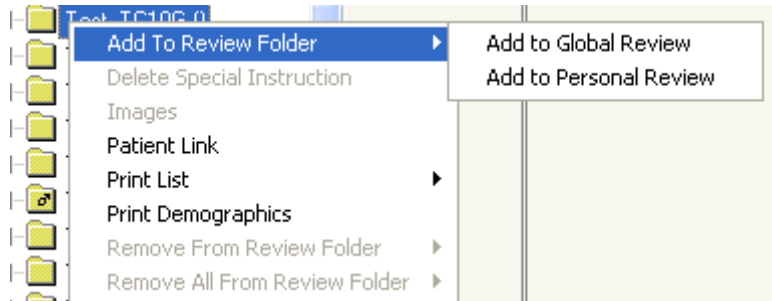 Add To Review Folder
Add to Global Review
Add to Personal Review
Delete Special Instruction
Images
Patient Link
Print List
Print Demographics
Remove From Review Folder
Remove All From Review Folder